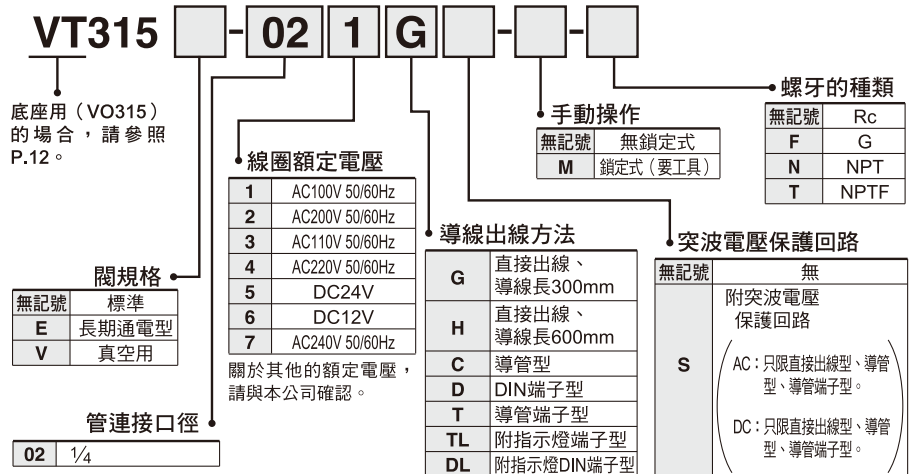 VT315 - 02 1 G - -
底座用（VO315）
的場合，請參照
P.12。
閥規格
無記號 標準
E 長期通電型
V 真空用
管連接口徑
02 1/4
線圈額定電壓
1 AC100V 50/60Hz
2 AC200V 50/60Hz
3 AC110V 50/60Hz
4 AC220V 50/60Hz
5 DC24V
6 DC12V
7 AC240V 50/60Hz
關於其他的額定電壓，
請與本公司確認。
導線出線方法
G 直接出線、
導線長300mm
H 直接出線、
導線長600mm
C 導管型
D DIN端子型
T 導管端子型
TL 附指示燈端子型
DL 附指示燈DIN端子型
手動操作
無記號 無鎖定式
M 鎖定式（要工具）
突波電壓保護回路
無記號 無
S 附突波電壓
保護回路
AC：只限直接出線型、導管
型、導管端子型。
DC：只限直接出線型、導管
型、導管端子型。
螺牙的種類
無記號 Rc
F G
N NPT
T NPTF